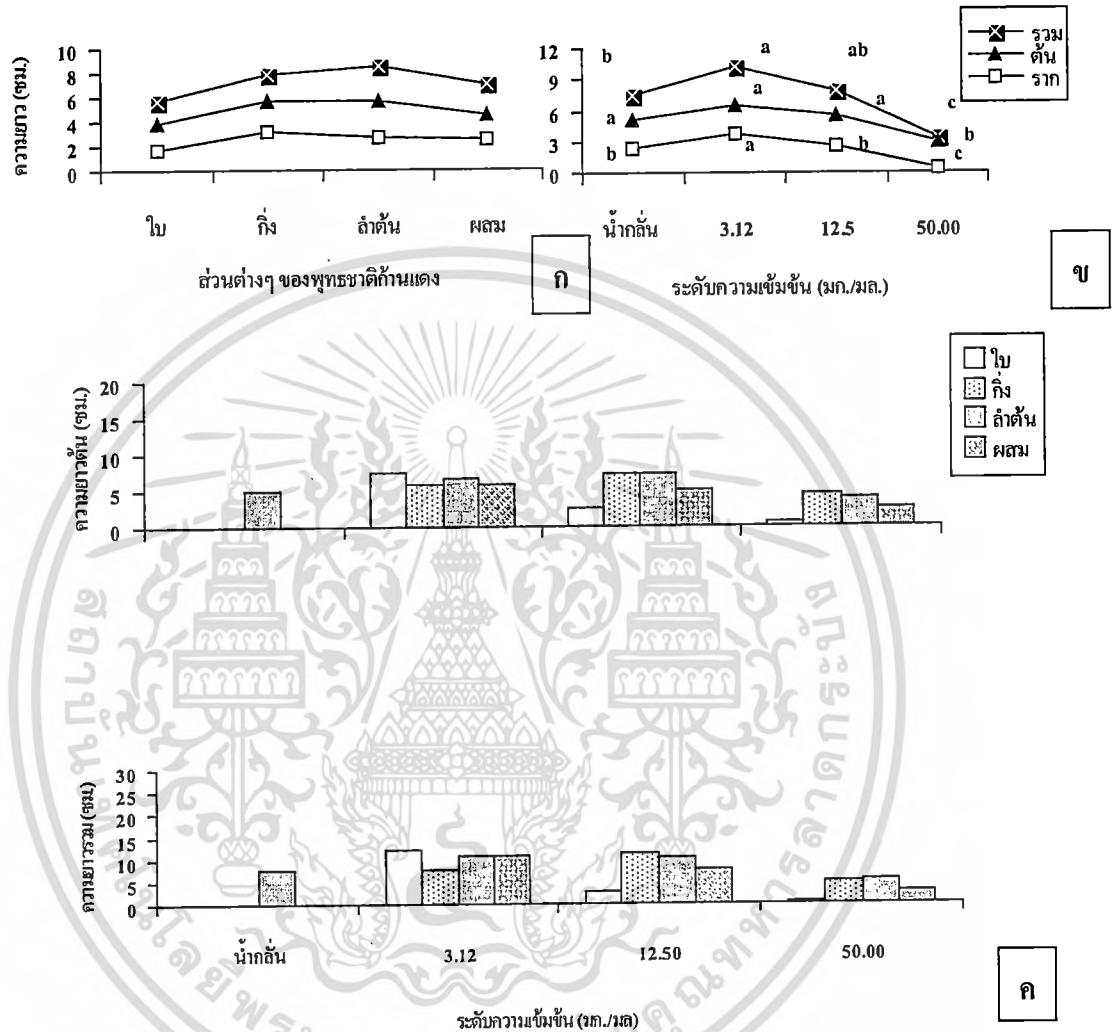 ความยาว (ซม.)
10
8
6
4
2
0
ใบ กิ่ง ลำต้น ผสม
ส่วนต่างๆ ของพุทธชาติก้านแดง
ก
12
9
6
3
0
b a ab c
a a a b
b a b c
น้ำกลั่น 3.12 12.5 50.00
ระดับความเข้มข้น (มก./มล.)
ข
รวม
ต้น
ราก
ความยาวต้น (ซม.)
20
15
10
5
0
ใบ
กิ่ง
ลำต้น
ผสม
ความยาวรวม (ซม.)
30
25
20
15
10
5
0
น้ำกลั่น 3.12 12.50 50.00
ระดับความเข้มข้น (มก./มล)
ค